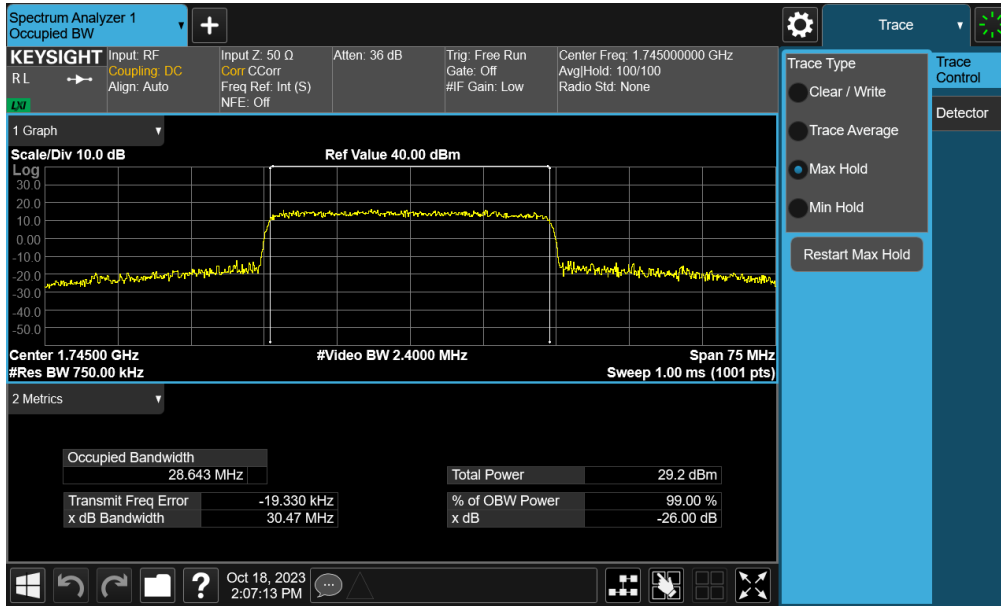 Spectrum Analyzer 1
Occupied BW
+
Trace
KEYSIGHT
R L
LXI
Input: RF
Coupling: DC
Align: Auto
Input Z: 50 Ω
Corr CCorr
Freq Ref: Int (S)
NFE: Off
Atten: 36 dB
Trig: Free Run
Gate: Off
#IF Gain: Low
Center Freq: 1.745000000 GHz
Avg|Hold: 100/100
Radio Std: None
Trace Type
Clear / Write
Trace Average
Max Hold
Min Hold
Restart Max Hold
Trace
Control
Detector
1 Graph
Scale/Div 10.0 dB
Ref Value 40.00 dBm
Log
30.0
20.0
10.0
0.00
-10.0
-20.0
-30.0
-40.0
-50.0
Center 1.74500 GHz
#Video BW 2.4000 MHz
Span 75 MHz
#Res BW 750.00 kHz
Sweep 1.00 ms (1001 pts)
2 Metrics
Occupied Bandwidth
28.643 MHz
Total Power 29.2 dBm
Transmit Freq Error -19.330 kHz
% of OBW Power 99.00 %
x dB Bandwidth 30.47 MHz
x dB -26.00 dB
?
Oct 18, 2023
2:07:13 PM